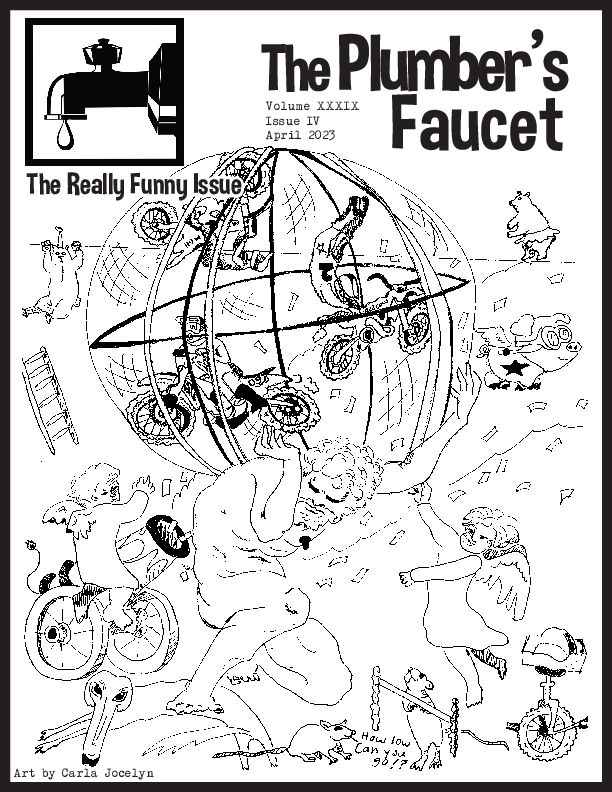 The Plumber's
Faucet
Volume XXXIX
Issue IV
April 2023
The Really Funny Issue
How low
Can you
go!?
Art by Carla Jocelyn